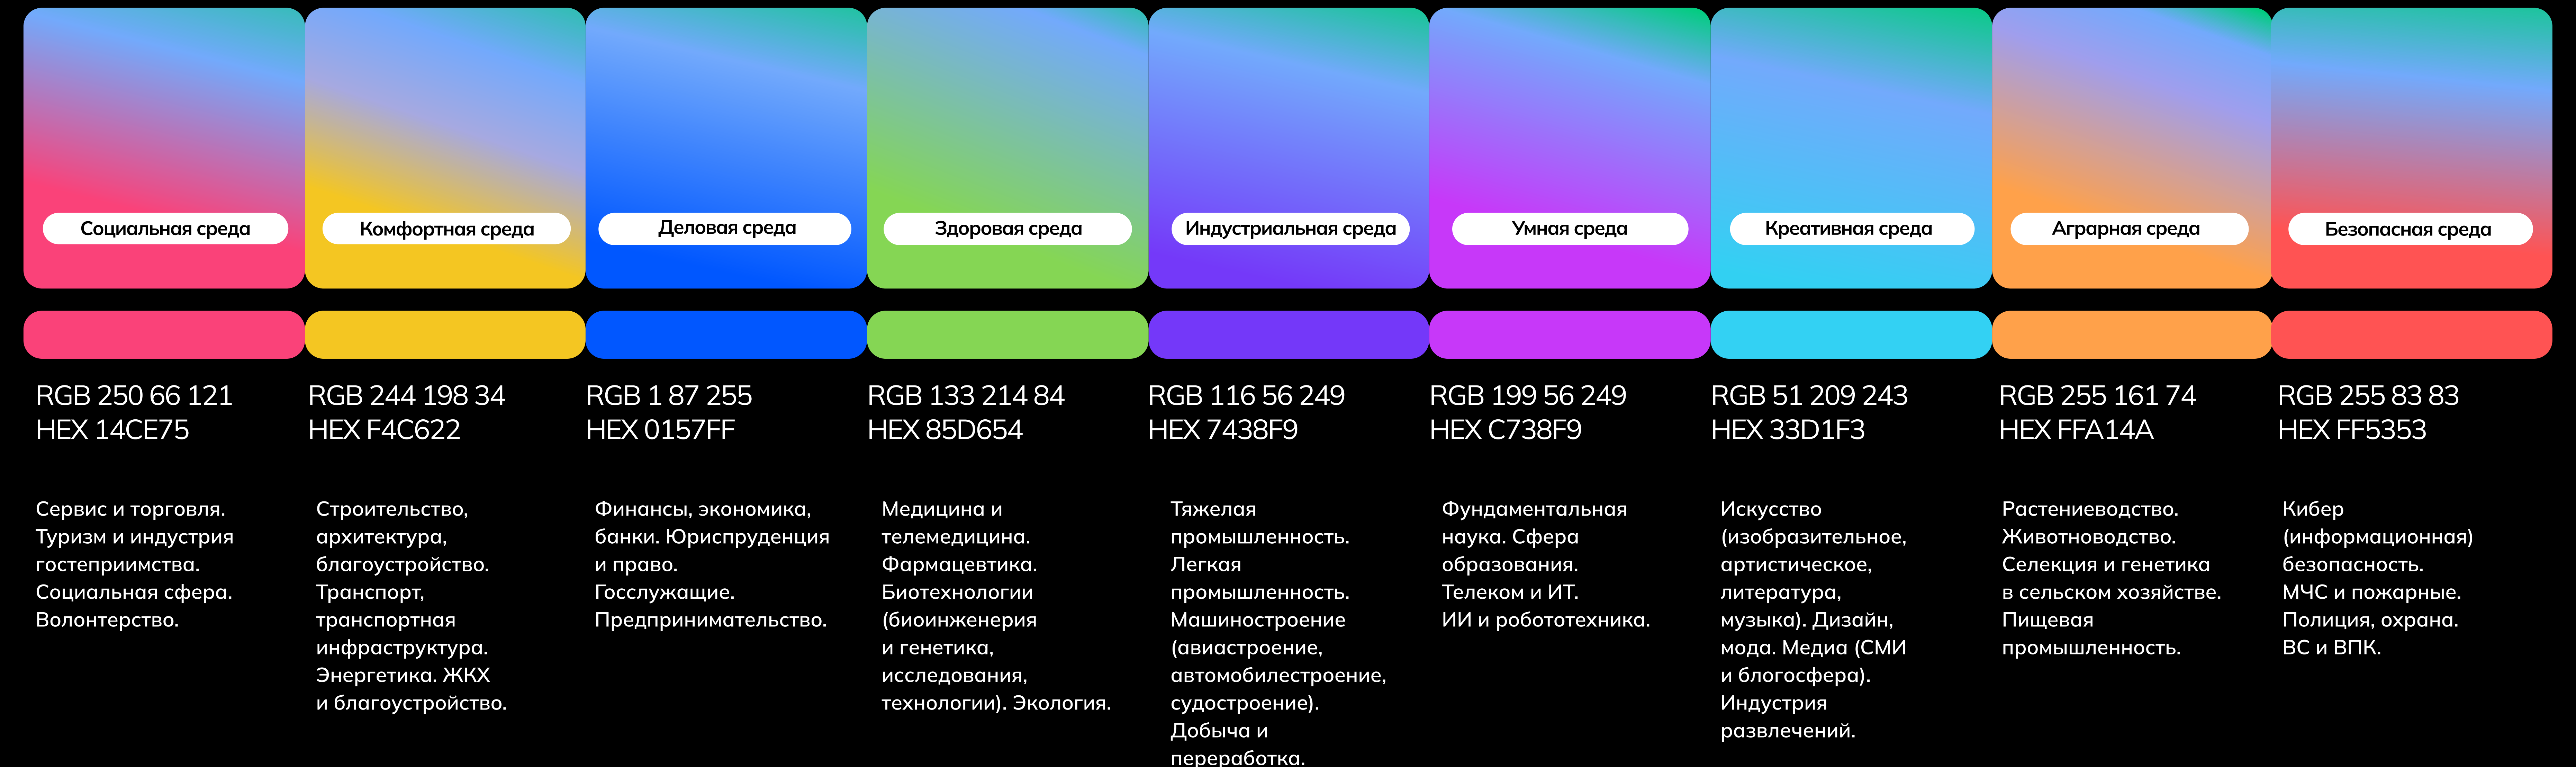 Социальная среда
Комфортная среда
Деловая среда
Здоровая среда
Индустриальная среда
Умная среда
Креативная среда
Аграрная среда
Безопасная среда
RGB 250 66 121
HEX 14CE75
RGB 244 198 34
HEX F4C622
RGB 1 87 255
HEX 0157FF
RGB 133 214 84
HEX 85D654
RGB 116 56 249
HEX 7438F9
RGB 199 56 249
HEX C738F9
RGB 51 209 243
HEX 33D1F3
RGB 255 161 74
HEX FFA14A
RGB 255 83 83
HEX FF5353
Сервис и торговля.
Туризм и индустрия
гостеприимства.
Социальная сфера.
Волонтерство.
Строительство,
архитектура,
благоустройство.
Транспорт,
транспортная
инфраструктура.
Энергетика. ЖКХ
и благоустройство.
Финансы, экономика,
банки. Юриспруденция
и право.
Госслужащие.
Предпринимательство.
Медицина и
телемедицина.
Фармацевтика.
Биотехнологии
(биоинженерия
и генетика,
исследования,
технологии). Экология.
Тяжелая
промышленность.
Легкая
промышленность.
Машиностроение
(авиастроение,
автомобилестроение,
судостроение).
Добыча и
переработка.
Фундаментальная
наука. Сфера
образования.
Телеком и ИТ.
ИИ и робототехника.
Искусство
(изобразительное,
артистическое,
литература,
музыка). Дизайн,
мода. Медиа (СМИ
и блогосфера).
Индустрия
развлечений.
Растениеводство.
Животноводство.
Селекция и генетика
в сельском хозяйстве.
Пищевая
промышленность.
Кибер
(информационная)
безопасность.
МЧС и пожарные.
Полиция, охрана.
ВС и ВПК.